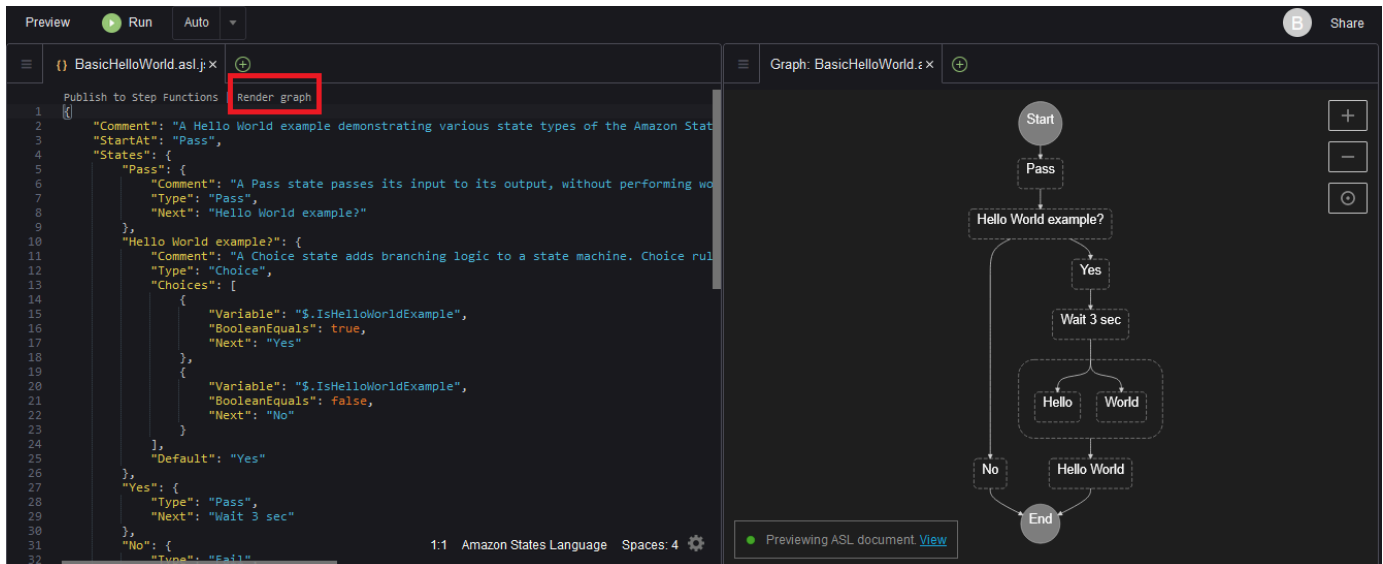 Preview Run Auto B Share
BasicHelloWorld.asl.j
Publish to Step Functions | Render graph
1 {
2 "Comment": "A Hello World example demonstrating various state types of the Amazon Stat
3 "StartAt": "Pass",
4 "States": {
5 "Pass": {
6 "Comment": "A Pass state passes its input to its output, without performing wo
7 "Type": "Pass",
8 "Next": "Hello World example?"
9 },
10 "Hello World example?": {
11 "Comment": "A Choice state adds branching logic to a state machine. Choice rul
12 "Type": "Choice",
13 "Choices": [
14 {
15 "Variable": "$.IsHelloWorldExample",
16 "BooleanEquals": true,
17 "Next": "Yes"
18 },
19 {
20 "Variable": "$.IsHelloWorldExample",
21 "BooleanEquals": false,
22 "Next": "No"
23 }
24 ],
25 "Default": "Yes"
26 },
27 "Yes": {
28 "Type": "Pass",
29 "Next": "Wait 3 sec"
30 },
31 "No": {
32 "Type": "Fail",
1:1 Amazon States Language Spaces: 4
Graph: BasicHelloWorld.a
Start
Pass
Hello World example?
Yes
Wait 3 sec
Hello World
No Hello World
End
Previewing ASL document. View